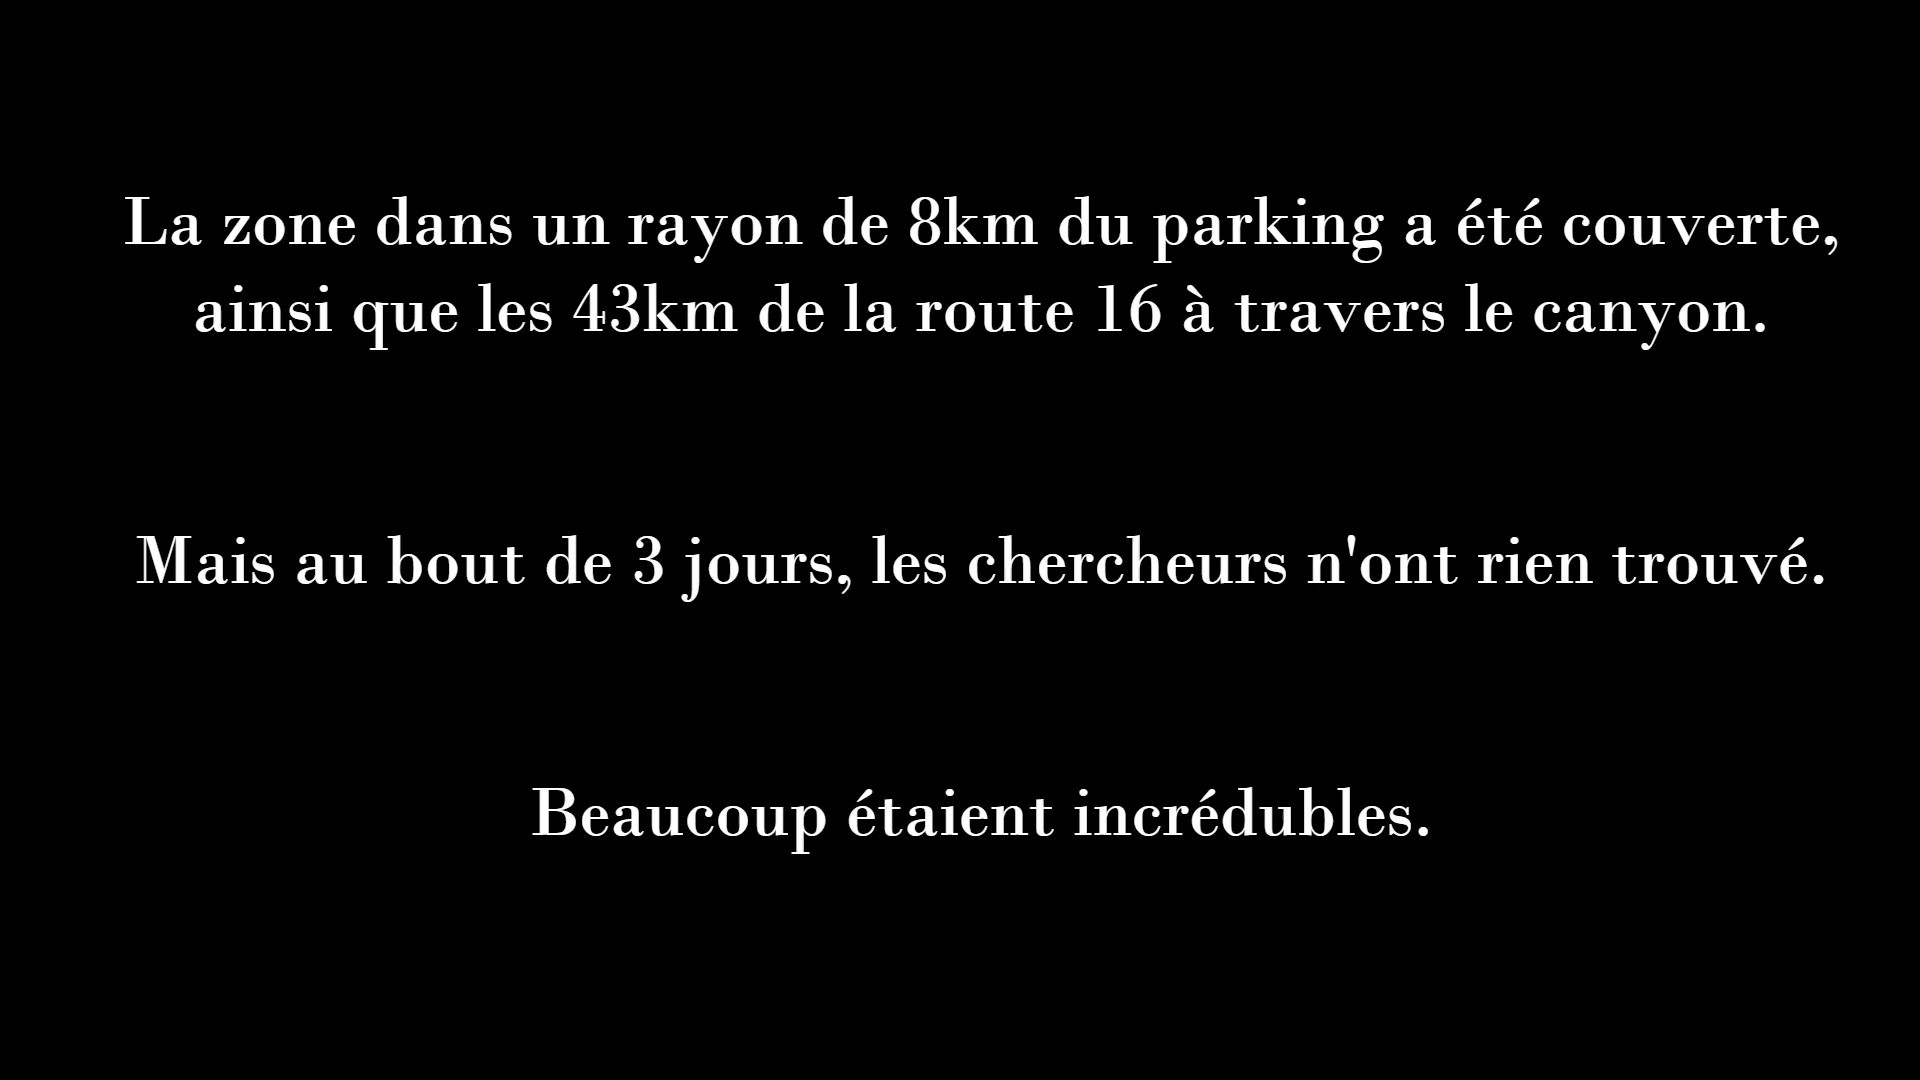 La zone dans un rayon de 8km du parking a été couverte,
ainsi que les 43km de la route 16 à travers le canyon.
Mais au bout de 3 jours, les chercheurs n'ont rien trouvé.
Beaucoup étaient incrédubles.